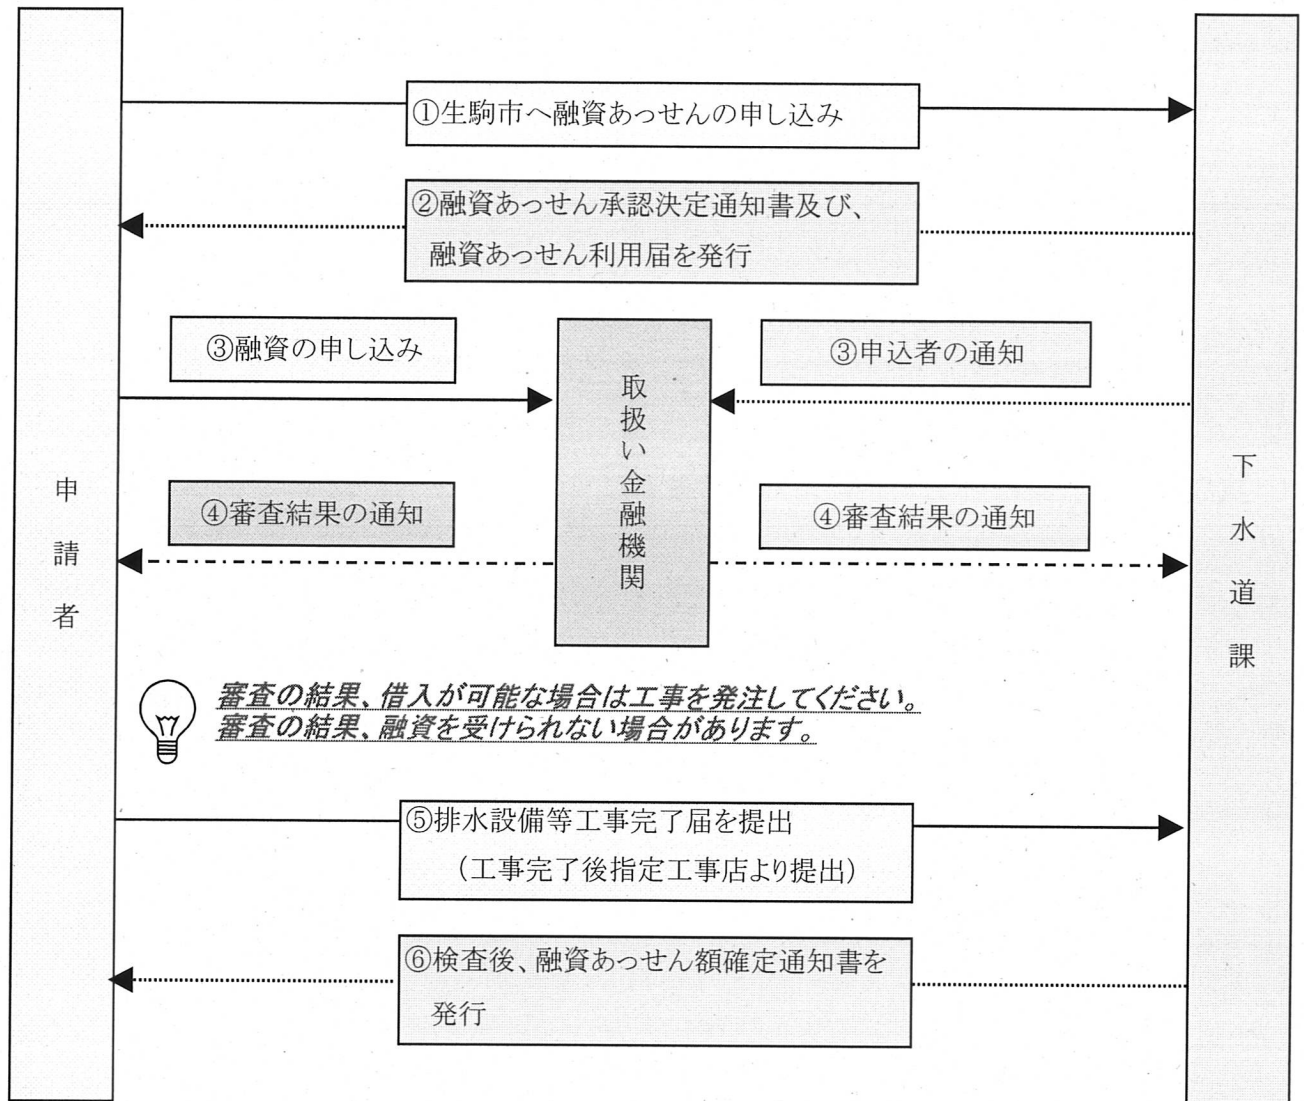 ①生駒市へ融資あっせんの申し込み
②融資あっせん承認決定通知書及び、
融資あっせん利用届を発行
③融資の申し込み
③申込者の通知
取扱い金融機関
申請者
下水道課
④審査結果の通知
④審査結果の通知
審査の結果、借入が可能な場合は工事を発注してください。
審査の結果、融資を受けられない場合があります。
⑤排水設備等工事完了届を提出
（工事完了後指定工事店より提出）
⑥検査後、融資あっせん額確定通知書を
発行